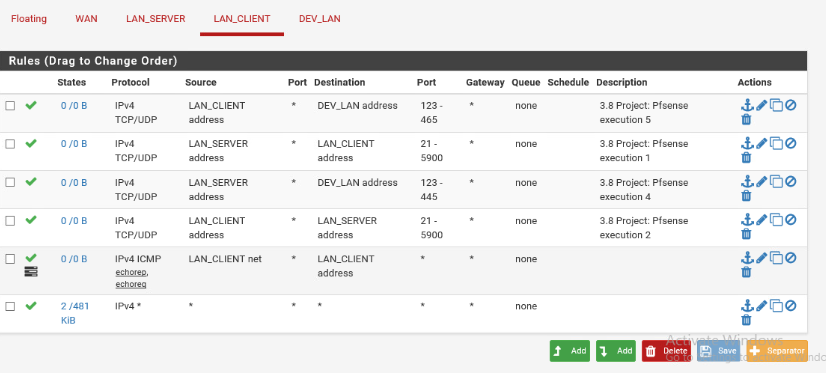 Floating WAN LAN_SERVER LAN_CLIENT DEV_LAN
Rules (Drag to Change Order)
States Protocol Source Port Destination Port Gateway Queue Schedule Description Actions
0 /0 B IPv4 LAN_CLIENT * DEV_LAN address 123 - * none 3.8 Project: Pfsense
TCP/UDP address 465 execution 5
0 /0 B IPv4 LAN_SERVER * LAN_CLIENT 21 - * none 3.8 Project: Pfsense
TCP/UDP address address 5900 execution 1
0 /0 B IPv4 LAN_SERVER * DEV_LAN address 123 - * none 3.8 Project: Pfsense
TCP/UDP address 445 execution 4
0 /0 B IPv4 LAN_CLIENT * LAN_SERVER 21 - * none 3.8 Project: Pfsense
TCP/UDP address address 5900 execution 2
0 /0 B IPv4 ICMP LAN_CLIENT net * LAN_CLIENT * * none
echorep, address
echoreq
2 /481 IPv4 * * * * * * none
KiB
Activate Windows
Add Add Delete Save Separator